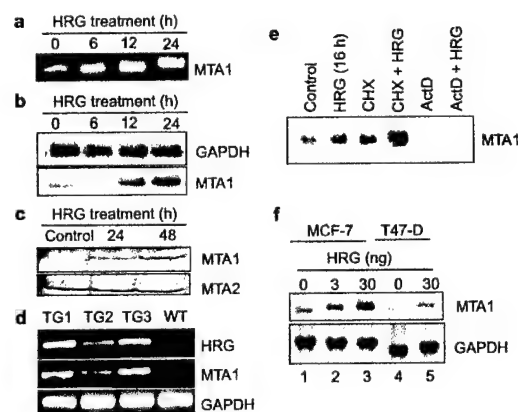 a
HRG treatment (h)
0 6 12 24
MTA1
b
HRG treatment (h)
0 6 12 24
GAPDH
MTA1
c
HRG treatment (h)
Control 24 48
MTA1
MTA2
d
TG1 TG2 TG3 WT
HRG
MTA1
GAPDH
e
Control
HRG (16 h)
CHX
CHX + HRG
ActD
ActD + HRG
MTA1
f
MCF-7 T47-D
HRG (ng)
0 3 30 0 30
MTA1
GAPDH
1 2 3 4 5